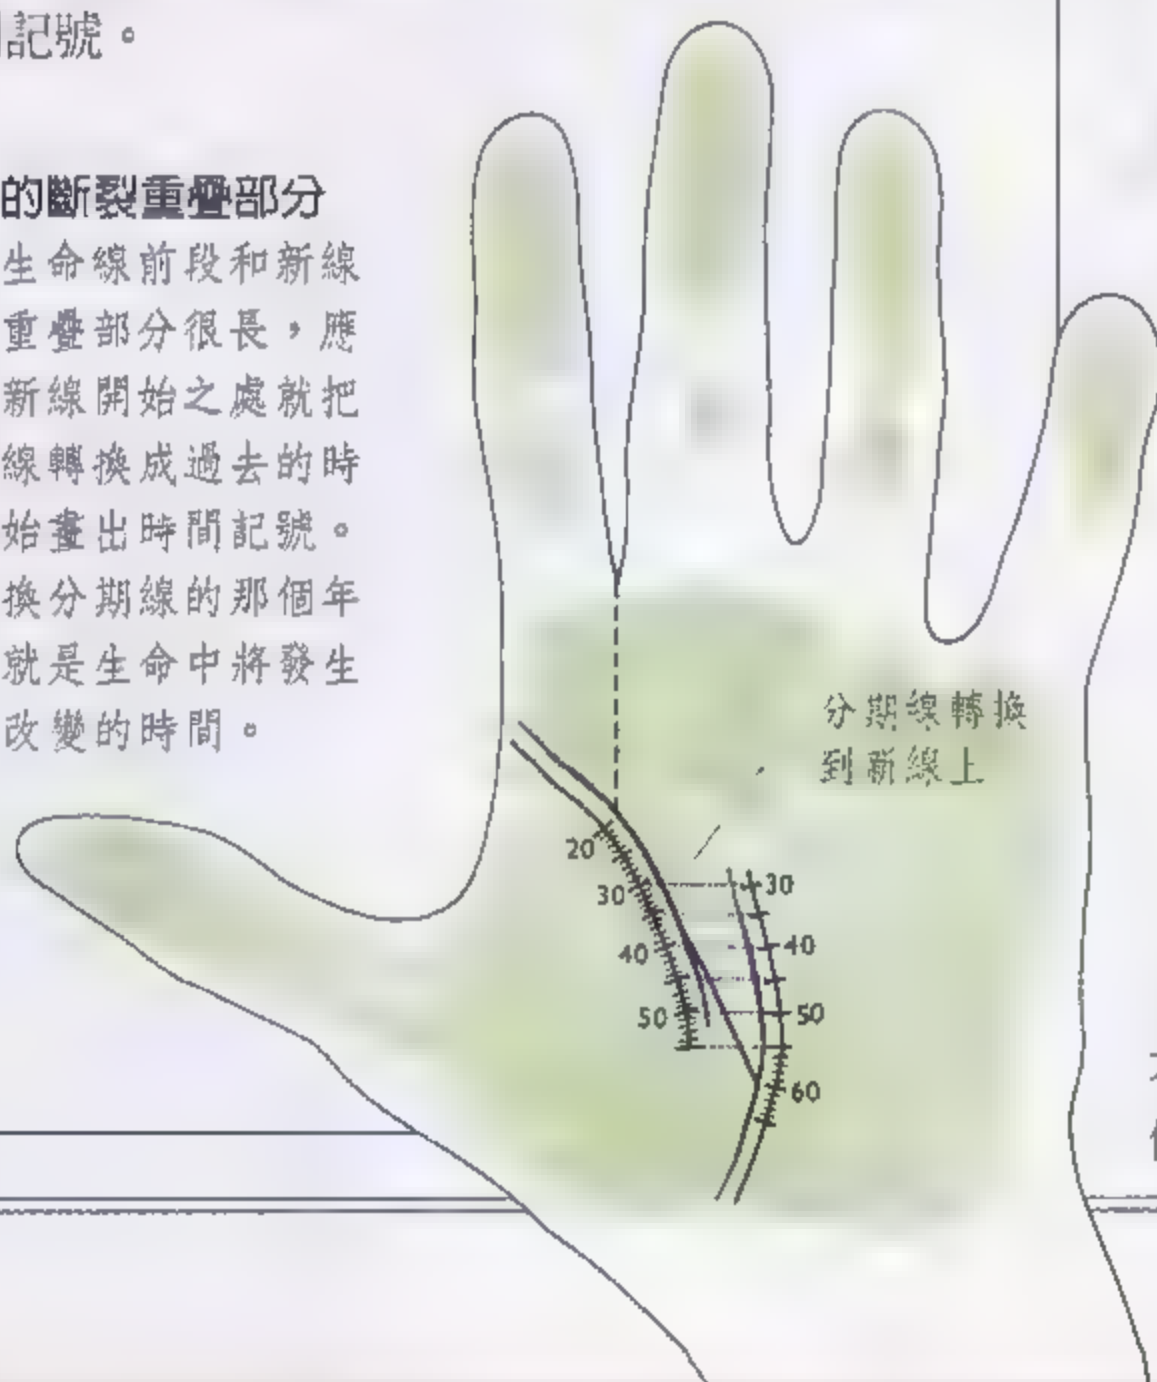 記號。
的斷裂重疊部分
生命線前段和新線
重疊部分很長，應
新線開始之處就把
線轉換成過去的時
始畫出時間記號。
換分期線的那個年
就是生命中將發生
改變的時間。
分期線轉換
到新線上
20
30
40
50
30
40
50
60